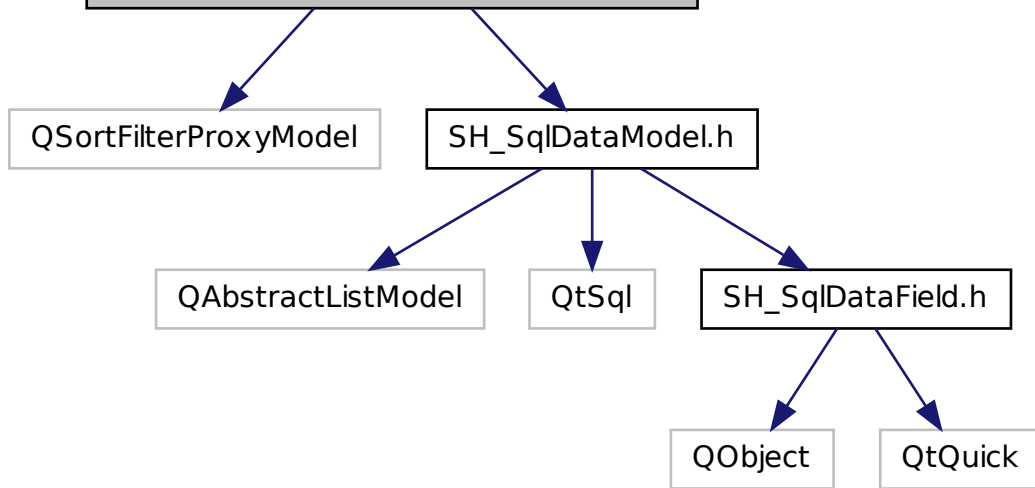 QSortFilterProxyModel
SH_SqlDataModel.h
QAbstractListModel
QtSql
SH_SqlDataField.h
QObject
QtQuick